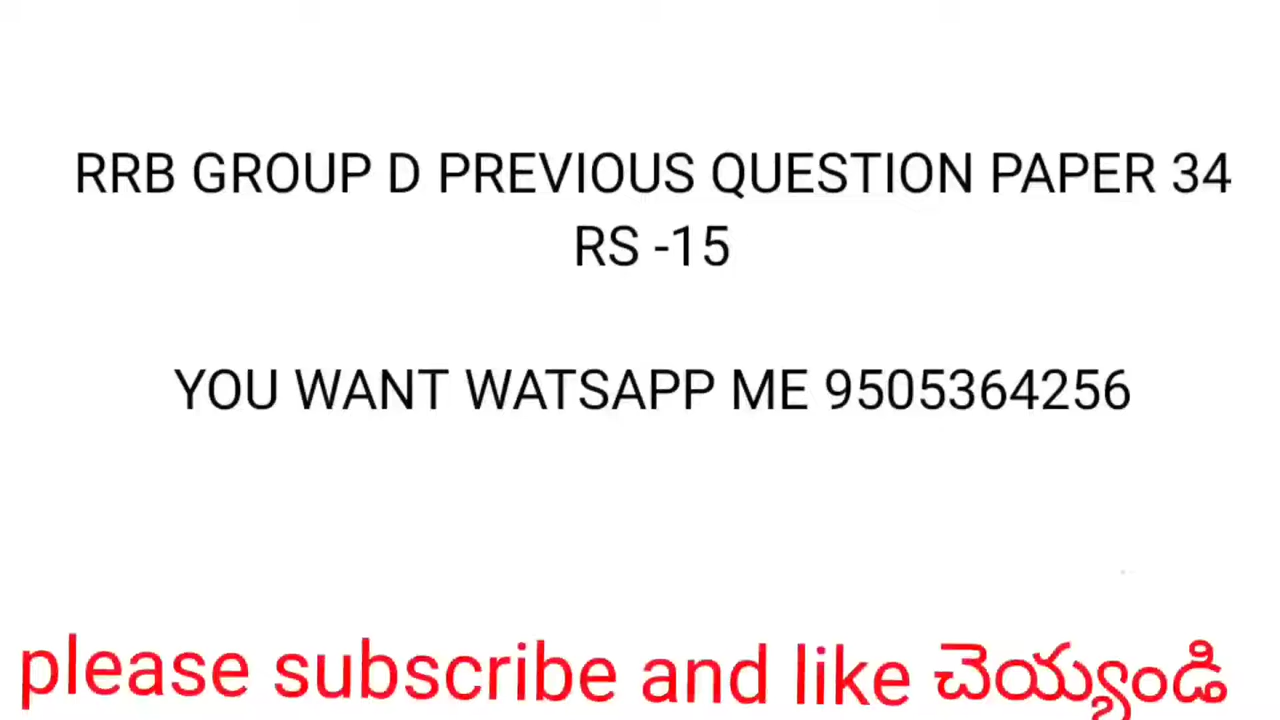 RRB GROUP D PREVIOUS QUESTION PAPER 34
RS -15
YOU WANT WATSAPP ME 9505364256
please subscribe and like చెయ్యండి